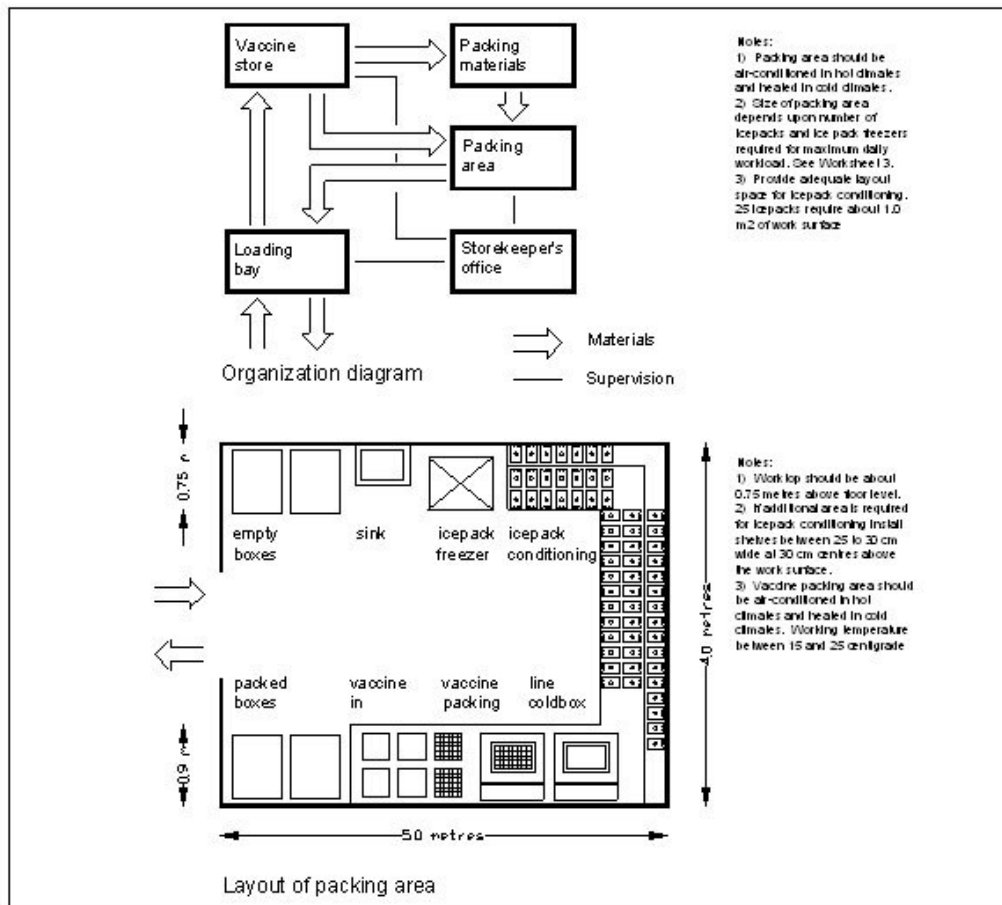 Vaccine
store
Packing
materials
Packing
area
Loading
bay
Storekeeper's
office
Materials
Supervision
Organization diagram
Notes:
1) Packing area should be
air-conditioned in hot climates
and heated in cold climates.
2) Size of packing area
depends upon number of
icepacks and ice pack freezers
required for maximum daily
workload. See Worksheet 3.
3) Provide adequate layout
space for icepack conditioning.
25 icepacks require about 1.0
m2 of work surface
0.75 m
empty
boxes
sink
icepack
freezer
icepack
conditioning
packed
boxes
vaccine
in
vaccine
packing
line
coldbox
0.9 m
4.0 metres
5.0 metres
Layout of packing area
Notes:
1) Worktop should be about
0.75 metres above floor level.
2) If additional area is required
for icepack conditioning install
shelves between 25 to 30 cm
wide at 30 cm centres above
the work surface.
3) Vaccine packing area should
be air-conditioned in hot
climates and heated in cold
climates. Working temperature
between 15 and 25 centigrade